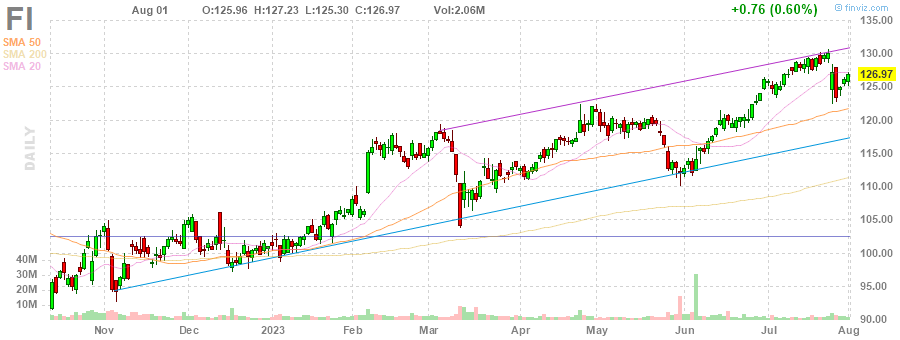 FI
Aug 01 O:125.96 H:127.23 L:125.30 C:126.97 Vol:2.06M +0.76 (0.60%)
© finviz.com
SMA 50
SMA 200
SMA 20
DAILY
135.00
130.00
126.97
125.00
120.00
115.00
110.00
105.00
100.00
95.00
90.00
40M
30M
20M
10M
Nov Dec 2023 Feb Mar Apr May Jun Jul Aug